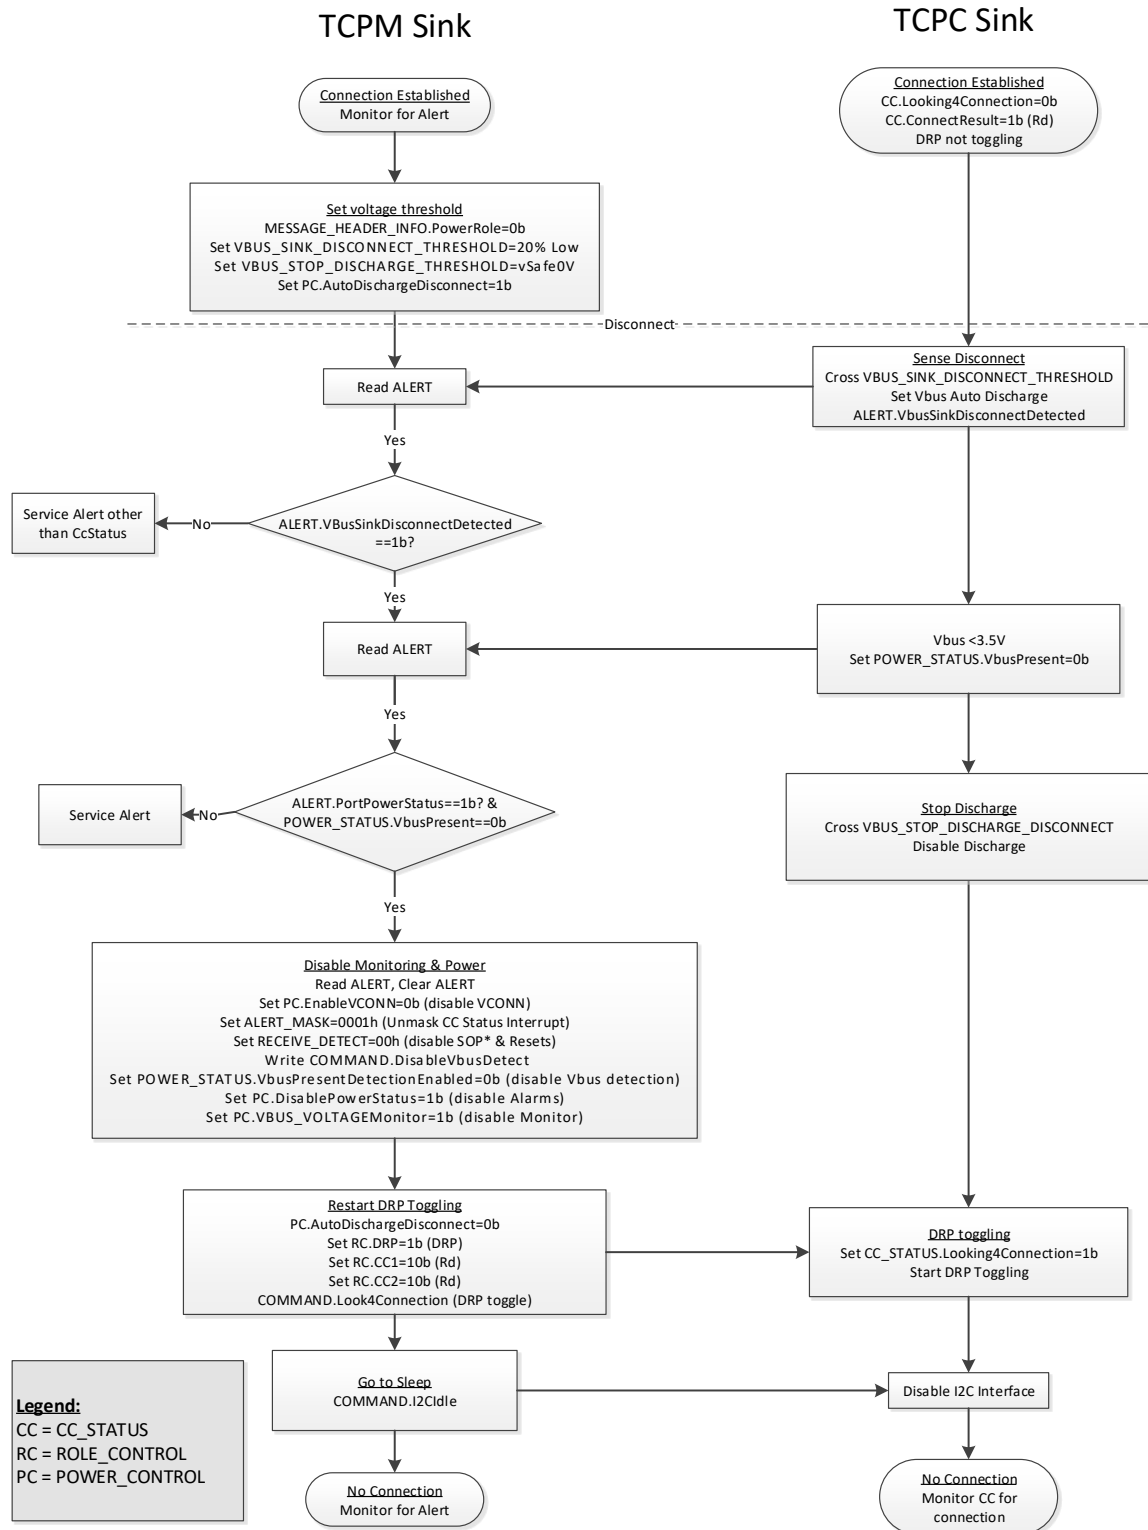 TCPM Sink
TCPC Sink
Connection Established
Monitor for Alert
Connection Established
CC.Looking4Connection=0b
CC.ConnectResult=1b (Rd)
DRP not toggling
Set voltage threshold
MESSAGE_HEADER_INFO.PowerRole=0b
Set VBUS_SINK_DISCONNECT_THRESHOLD=20% Low
Set VBUS_STOP_DISCHARGE_THRESHOLD=vSafe0V
Set PC.AutoDischargeDisconnect=1b
Disconnect
Read ALERT
Sense Disconnect
Cross VBUS_SINK_DISCONNECT_THRESHOLD
Set Vbus Auto Discharge
ALERT.VbusSinkDisconnectDetected
Yes
ALERT.VBusSinkDisconnectDetected
==1b?
No
Service Alert other
than CcStatus
Yes
Read ALERT
Vbus <3.5V
Set POWER_STATUS.VbusPresent=0b
Yes
ALERT.PortPowerStatus==1b? &
POWER_STATUS.VbusPresent==0b
No
Service Alert
Stop Discharge
Cross VBUS_STOP_DISCHARGE_DISCONNECT
Disable Discharge
Yes
Disable Monitoring & Power
Read ALERT, Clear ALERT
Set PC.EnableVCONN=0b (disable VCONN)
Set ALERT_MASK=0001h (Unmask CC Status Interrupt)
Set RECEIVE_DETECT=00h (disable SOP* & Resets)
Write COMMAND.DisableVbusDetect
Set POWER_STATUS.VbusPresentDetectionEnabled=0b (disable Vbus detection)
Set PC.DisablePowerStatus=1b (disable Alarms)
Set PC.VBUS_VOLTAGEMonitor=1b (disable Monitor)
Restart DRP Toggling
PC.AutoDischargeDisconnect=0b
Set RC.DRP=1b (DRP)
Set RC.CC1=10b (Rd)
Set RC.CC2=10b (Rd)
COMMAND.Look4Connection (DRP toggle)
DRP toggling
Set CC_STATUS.Looking4Connection=1b
Start DRP Toggling
Go to Sleep
COMMAND.I2CIdle
Disable I2C Interface
Legend:
CC = CC_STATUS
RC = ROLE_CONTROL
PC = POWER_CONTROL
No Connection
Monitor for Alert
No Connection
Monitor CC for
connection